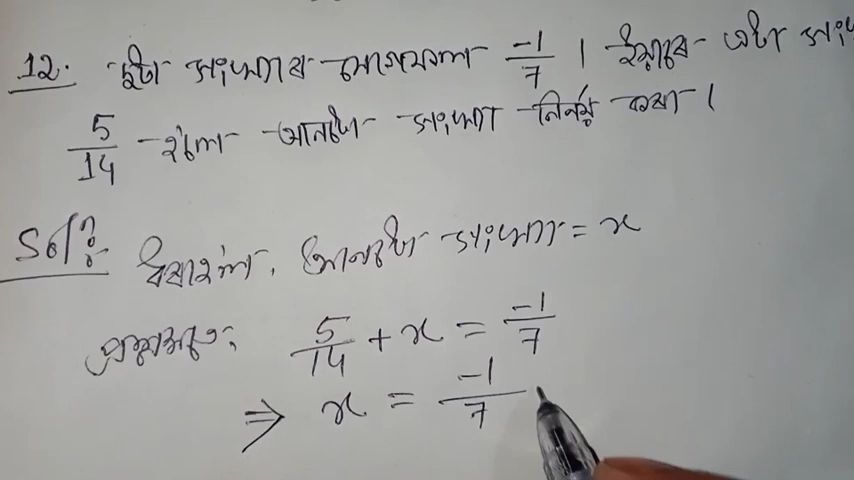 12. দুটা সংখ্যাৰ যোগফল -1/7 । ইয়াৰে এটা
5/14 হ'লে আনটো সংখ্যা নিৰ্ণয় কৰা ।
Sol?: ধৰাহ'ল, আনটো সংখ্যা = x
প্ৰশ্নমতে, 5/14 + x = -1/7
⇒ x = -1/7